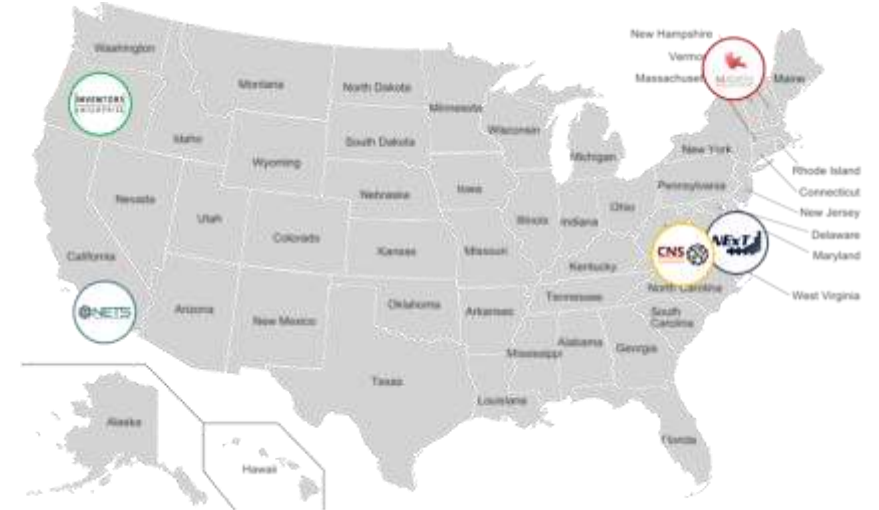 New Hampshire
Washington
Vermo
Massachuset
Maine
Montana
North Dakota
INVENTORS
ENTERPRISE
Minnesota
Wisconsin
Idaho
South Dakota
New York
Michigan
Wyoming
Rhode Island
Pennsylvania
Iowa
Connecticut
Nebraska
Nevada
Ohio
New Jersey
Utah
Illinois
Indiana
Colorado
Delaware
CNS
NExT
Kansas
Missouri
California
Maryland
Kentucky
North Carolina
Tennessee
West Virginia
Oklahoma
NETS
Arizona
Arkansas
South
Carolina
New Mexico
Alabama
Georgia
Mississippi
Texas
Louisiana
Alaska
Florida
Hawaii